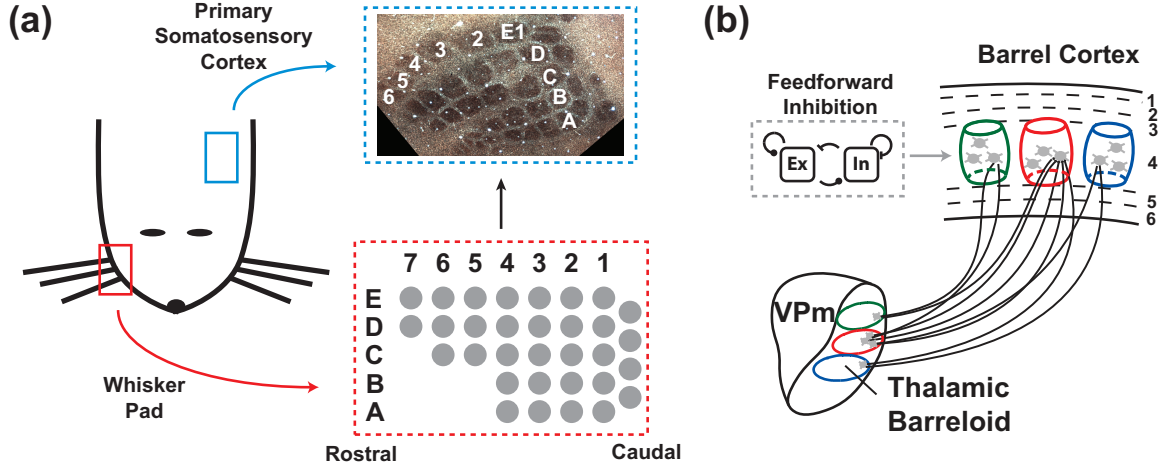 (a)
Primary
Somatosensory
Cortex
E1
2
3
4
5
6
D
C
B
A
7 6 5 4 3 2 1
E
D
C
B
A
Whisker
Pad
Rostral
Caudal
(b)
Barrel Cortex
Feedforward
Inhibition
Ex
In
1
2
3
4
5
6
VPm
Thalamic
Barreloid